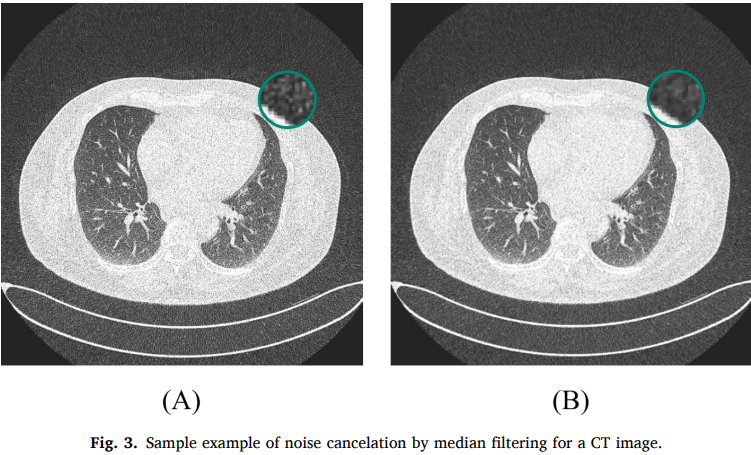 (A)
(B)
Fig. 3. Sample example of noise cancelation by median filtering for a CT image.